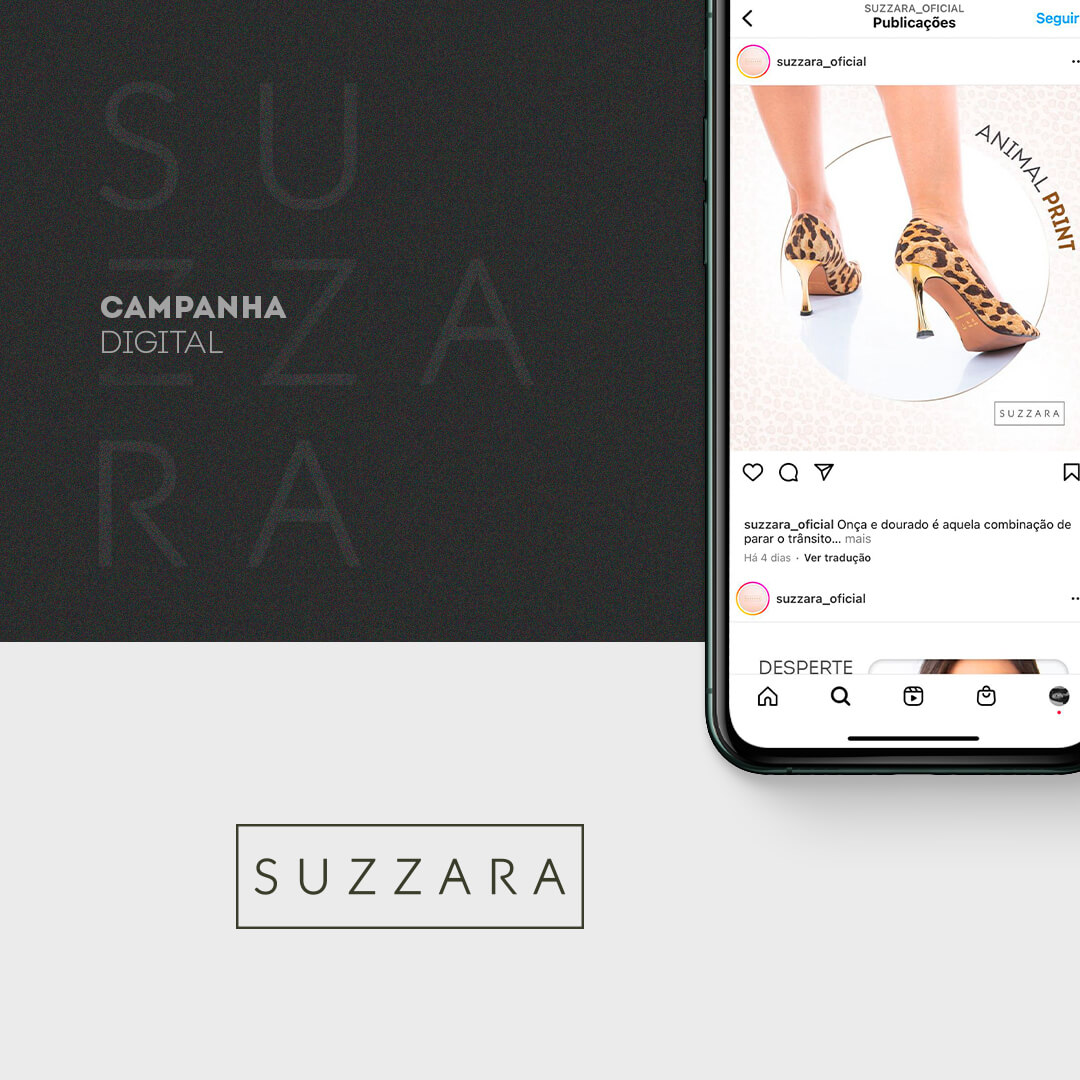 SU
ZZA
RA
CAMPANHA
DIGITAL
SUZZARA_OFICIAL
Publicações
Seguir
suzzara_oficial
ANIMAL PRINT
SUZZARA
suzzara_oficial Onça e dourado é aquela combinação de
parar o trânsito... mais
Há 4 dias · Ver tradução
suzzara_oficial
DESPERTE
SUZZARA